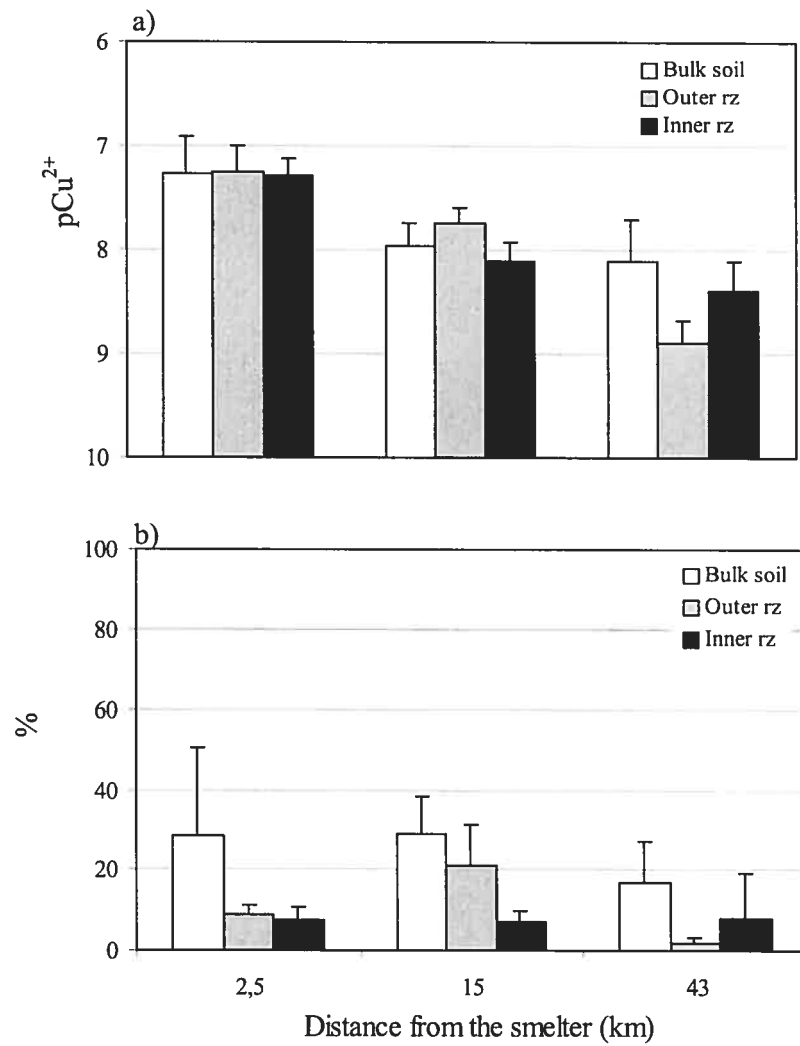 a)
6
7
8
9
10
pCu2+
Bulk soil
Outer rz
Inner rz
b)
100
80
60
40
20
0
%
Bulk soil
Outer rz
Inner rz
2,5 15 43
Distance from the smelter (km)